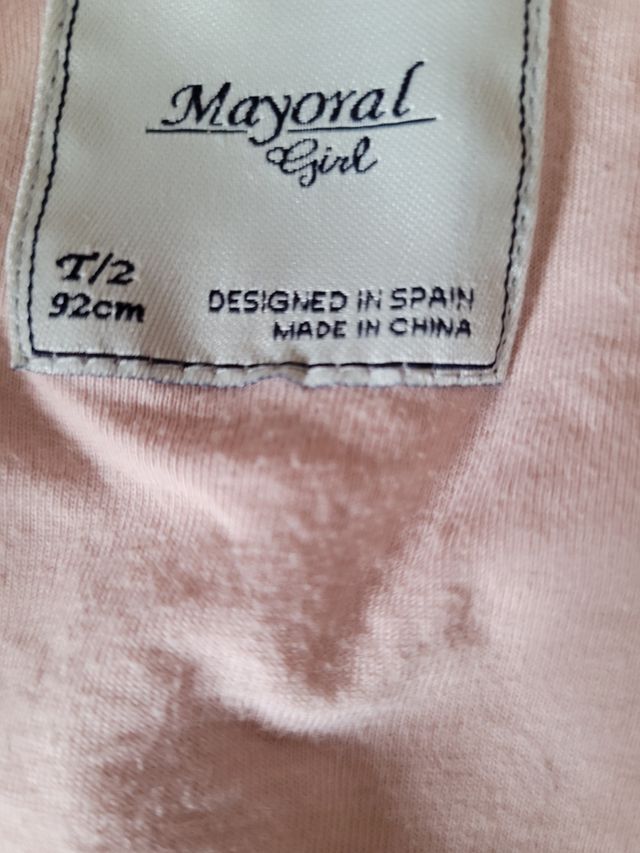 Mayoral
Girl
T/2
92cm
DESIGNED IN SPAIN
MADE IN CHINA